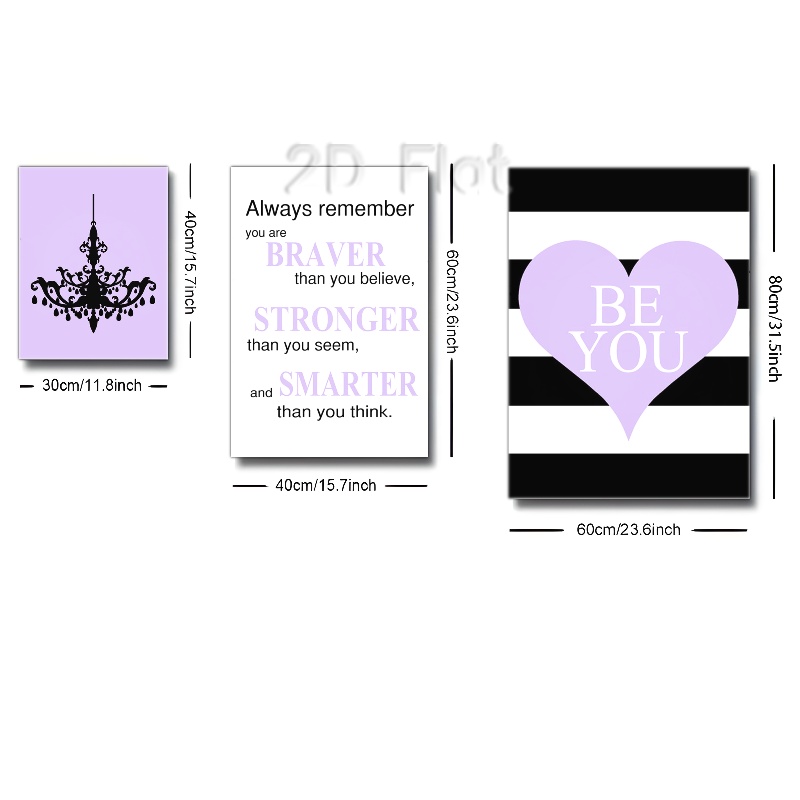 2D Flat
40cm/15.7inch
30cm/11.8inch
Always remember
you are
BRAVER
than you believe,
STRONGER
than you seem,
and SMARTER
than you think.
60cm/23.6inch
40cm/15.7inch
BE
YOU
80cm/31.5inch
60cm/23.6inch